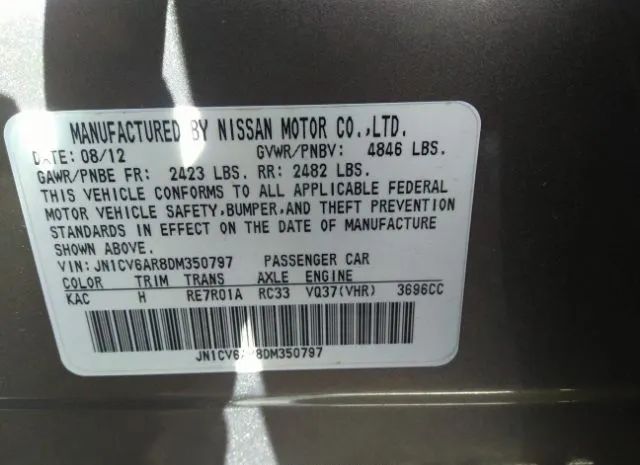 MANUFACTURED BY NISSAN MOTOR CO.,LTD.
DATE: 08/12 GVWR/PNBV: 4846 LBS.
GAWR/PNBE FR: 2423 LBS. RR: 2482 LBS.
THIS VEHICLE CONFORMS TO ALL APPLICABLE FEDERAL
MOTOR VEHICLE SAFETY,BUMPER,AND THEFT PREVENTION
STANDARDS IN EFFECT ON THE DATE OF MANUFACTURE
SHOWN ABOVE.
VIN: JN1CV6AR8DM350797 PASSENGER CAR
COLOR TRIM TRANS AXLE ENGINE
KAC H RE7R01A RC33 VQ37(VHR) 3696CC
JN1CV6AR8DM350797